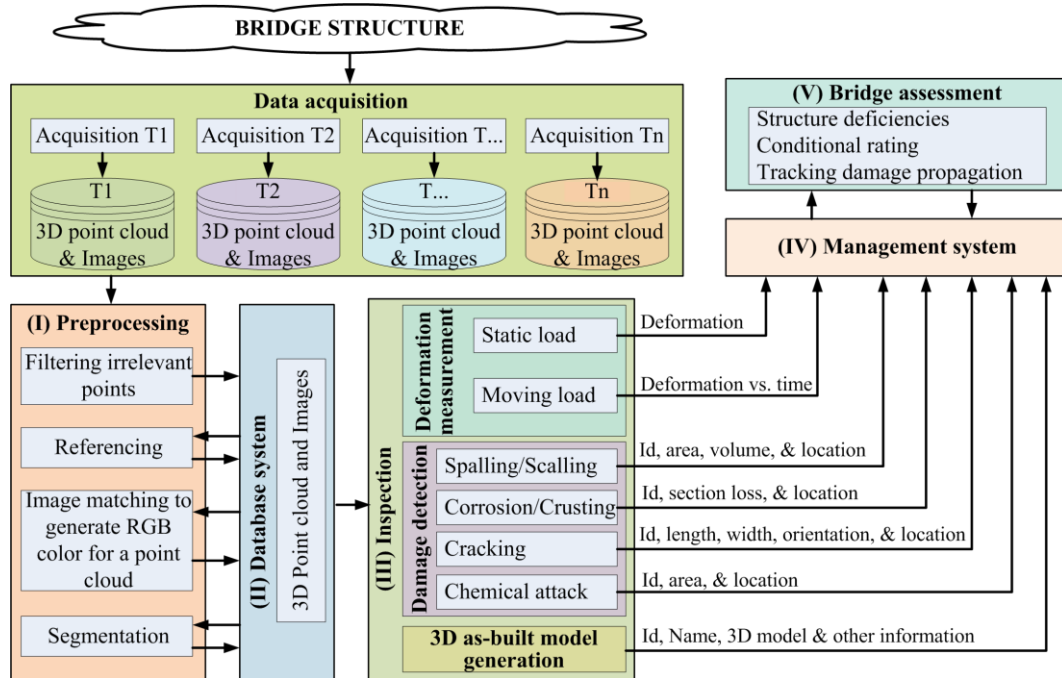 BRIDGE STRUCTURE
Data acquisition
Acquisition T1
Acquisition T2
Acquisition T...
Acquisition Tn
T1
3D point cloud
& Images
T2
3D point cloud
& Images
T...
3D point cloud
& Images
Tn
3D point cloud
& Images
(V) Bridge assessment
Structure deficiencies
Conditional rating
Tracking damage propagation
(IV) Management system
(I) Preprocessing
Filtering irrelevant
points
Referencing
Image matching to
generate RGB
color for a point
cloud
Segmentation
(II) Database system
3D Point cloud and Images
(III) Inspection
Deformation
measurement
Static load
Moving load
Damage detection
Spalling/Scalling
Corrosion/Crusting
Cracking
Chemical attack
3D as-built model
generation
Deformation
Deformation vs. time
Id, area, volume, & location
Id, section loss, & location
Id, length, width, orientation, & location
Id, area, & location
Id, Name, 3D model & other information